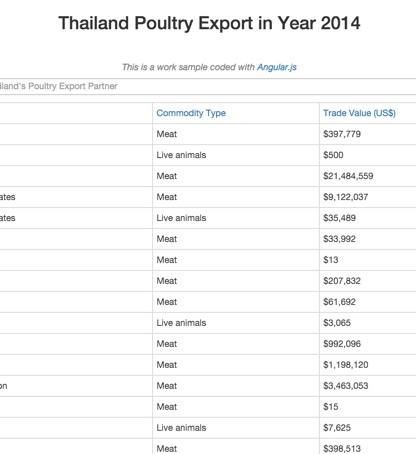 Thailand Poultry Export in Year 2014
This is a work sample coded with Angular.js
iland's Poultry Export Partner
Commodity Type Trade Value (US$)
Meat $397,779
Live animals $500
Meat $21,484,559
ates Meat $9,122,037
ates Live animals $35,489
Meat $33,992
Meat $13
Meat $207,832
Meat $61,692
Live animals $3,065
Meat $992,096
Meat $1,198,120
on Meat $3,463,053
Meat $15
Live animals $7,625
Meat $398,513